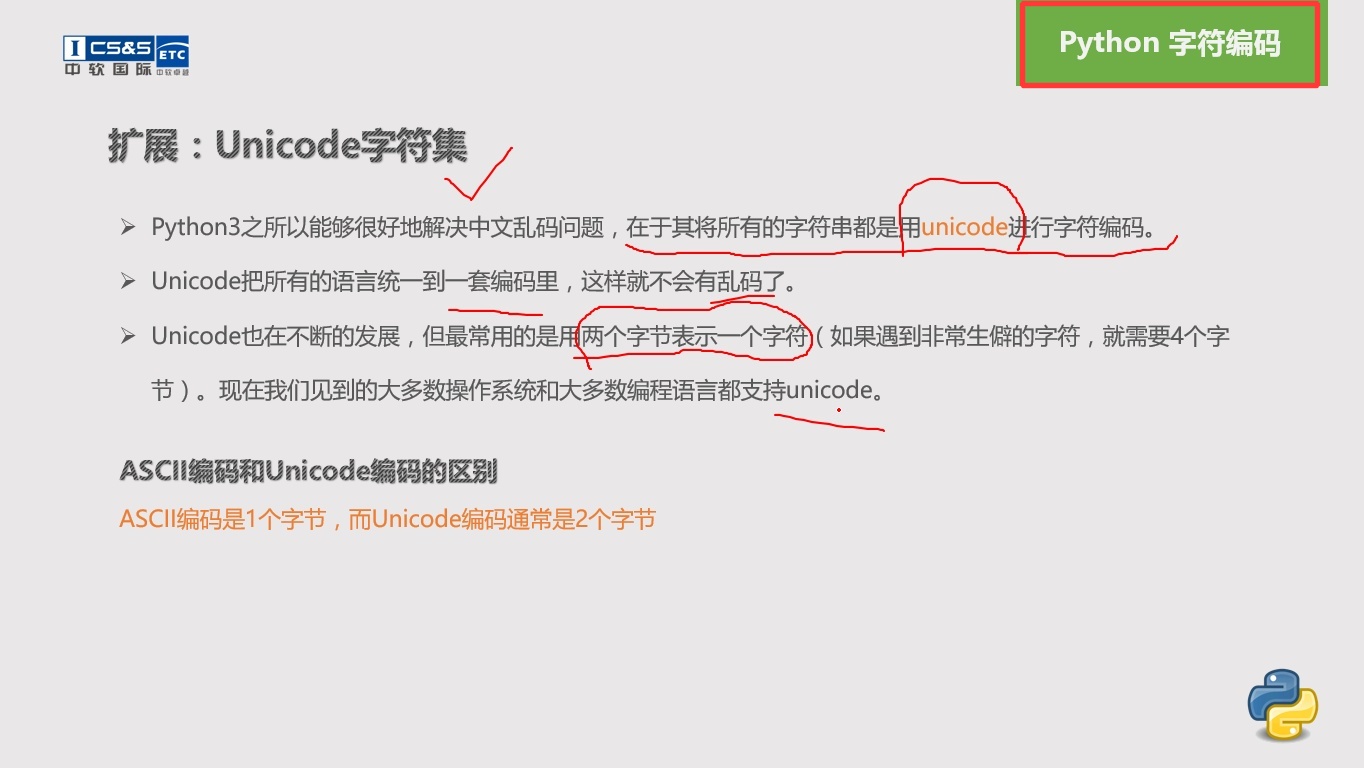 CS&S ETC
中软国际 中软卓越
Python 字符编码
扩展：Unicode字符集
Python3之所以能够很好地解决中文乱码问题，在于其将所有的字符串都是用unicode进行字符编码。
Unicode把所有的语言统一到一套编码里，这样就不会有乱码了。
Unicode也在不断的发展，但最常用的是用两个字节表示一个字符（如果遇到非常生僻的字符，就需要4个字
节）。现在我们见到的大多数操作系统和大多数编程语言都支持unicode。
ASCII编码和Unicode编码的区别
ASCII编码是1个字节，而Unicode编码通常是2个字节